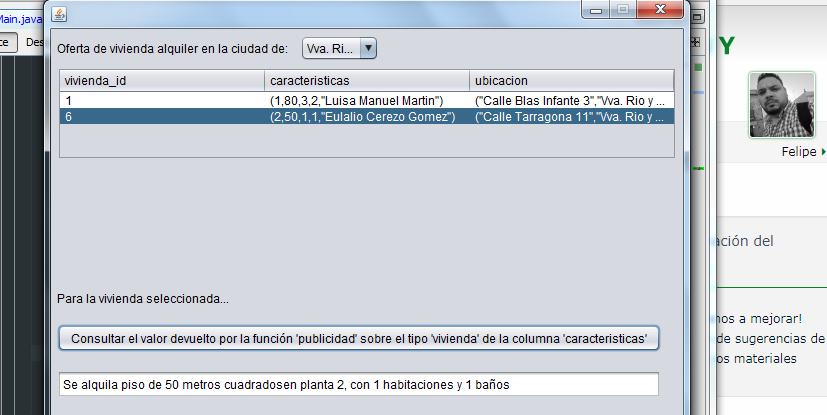 Main.java
Des
Y
Oferta de vivienda alquiler en la ciudad de: Vva. Ri...
vivienda_id caracteristicas ubicacion
1 (1,80,3,2,"Luisa Manuel Martin") ("Calle Blas Infante 3","Vva. Rio y ...
6 (2,50,1,1,"Eulalio Cerezo Gomez") ("Calle Tarragona 11","Vva. Rio y ...
Felipe
ación del
Para la vivienda seleccionada...
nos a mejorar!
de sugerencias de
os materiales
Consultar el valor devuelto por la función 'publicidad' sobre el tipo 'vivienda' de la columna 'caracteristicas'
Se alquila piso de 50 metros cuadradosen planta 2, con 1 habitaciones y 1 baños